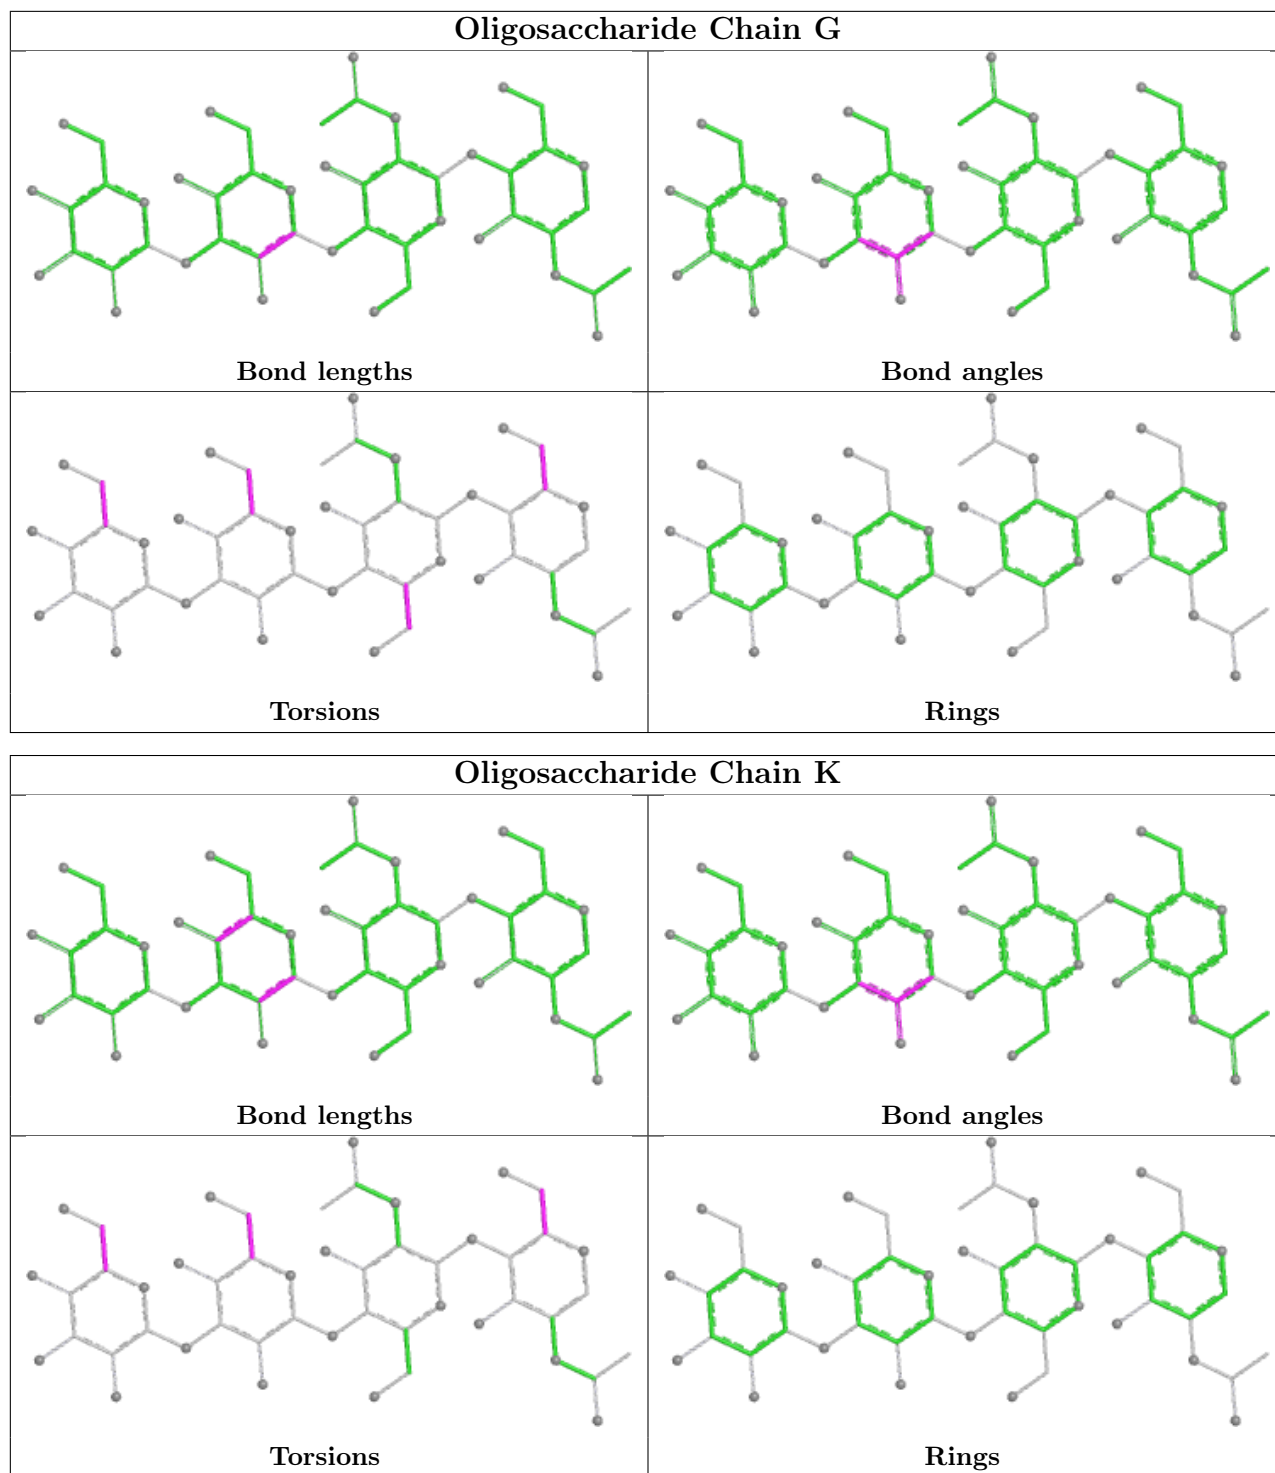 Oligosaccharide Chain G
Bond lengths
Bond angles
Torsions
Rings
Oligosaccharide Chain K
Bond lengths
Bond angles
Torsions
Rings